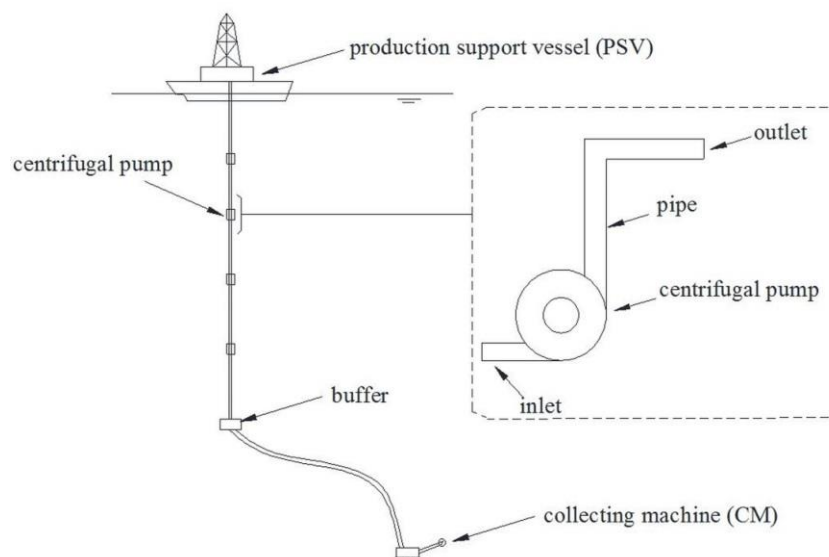 production support vessel (PSV)
outlet
centrifugal pump
pipe
centrifugal pump
buffer
inlet
collecting machine (CM)